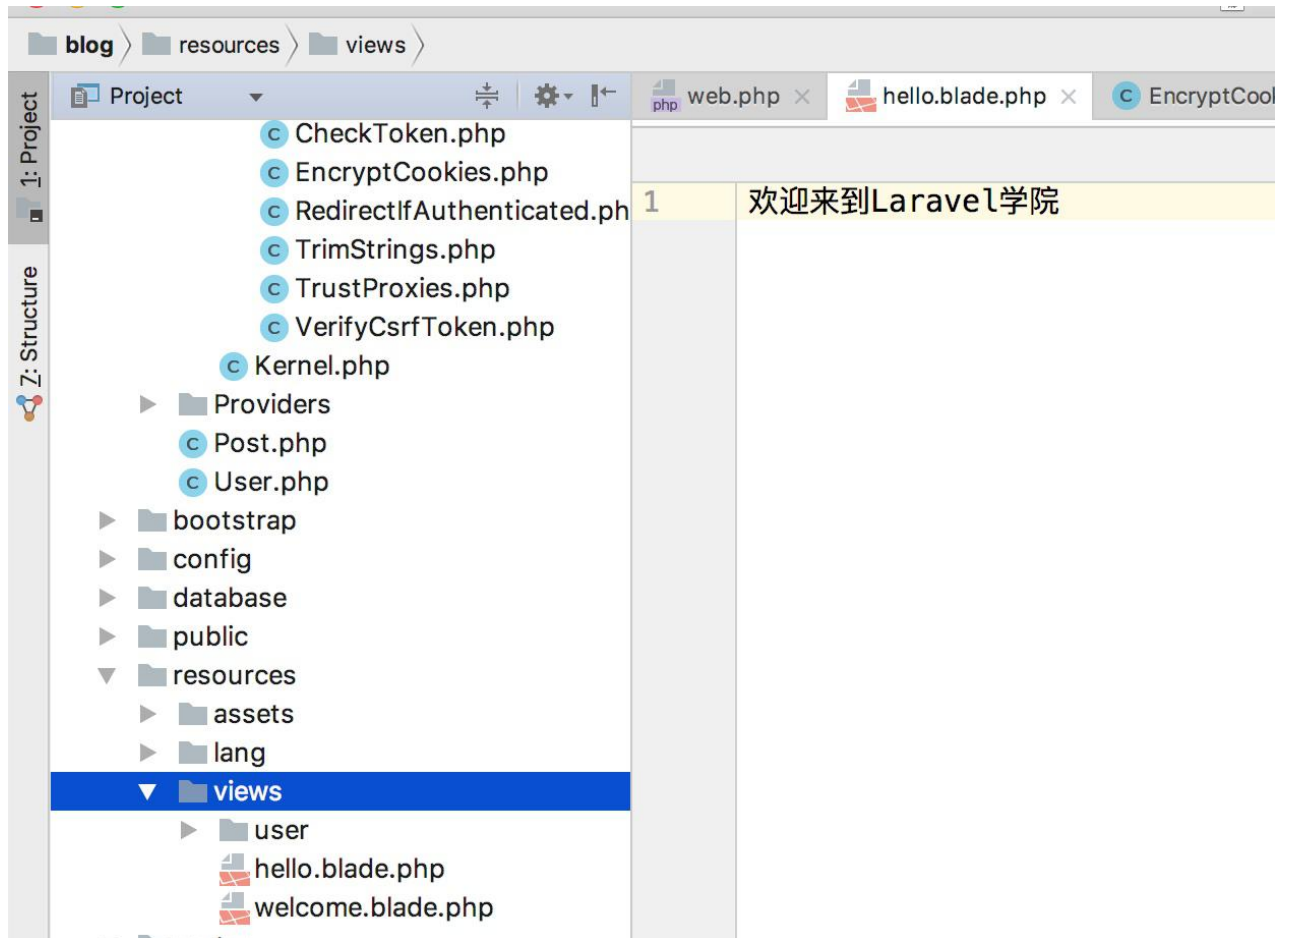 blog resources views
1: Project
Z: Structure
Project
php web.php hello.blade.php C EncryptCool
C CheckToken.php
C EncryptCookies.php
C RedirectIfAuthenticated.ph
C TrimStrings.php
C TrustProxies.php
C VerifyCsrfToken.php
C Kernel.php
Providers
C Post.php
C User.php
bootstrap
config
database
public
resources
assets
lang
views
user
hello.blade.php
welcome.blade.php
1 欢迎来到Laravel学院